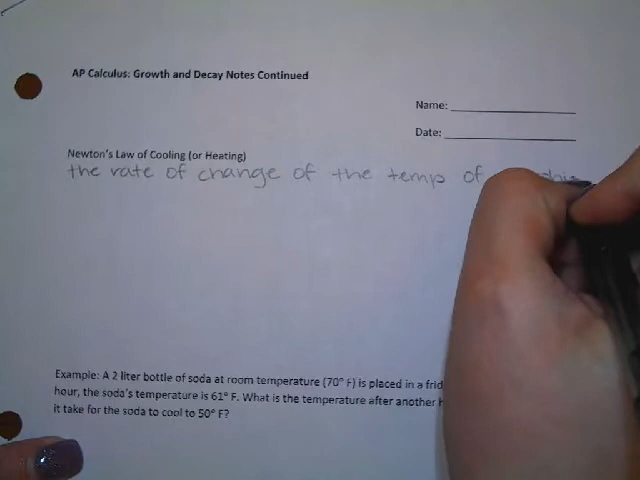 AP Calculus: Growth and Decay Notes Continued
Name:
Date:
Newton's Law of Cooling (or Heating)
the rate of change of the temp of
Example: A 2 liter bottle of soda at room temperature (70° F) is placed in a
hour, the soda's temperature is 61° F. What is the temperature after another
it take for the soda to cool to 50° F?